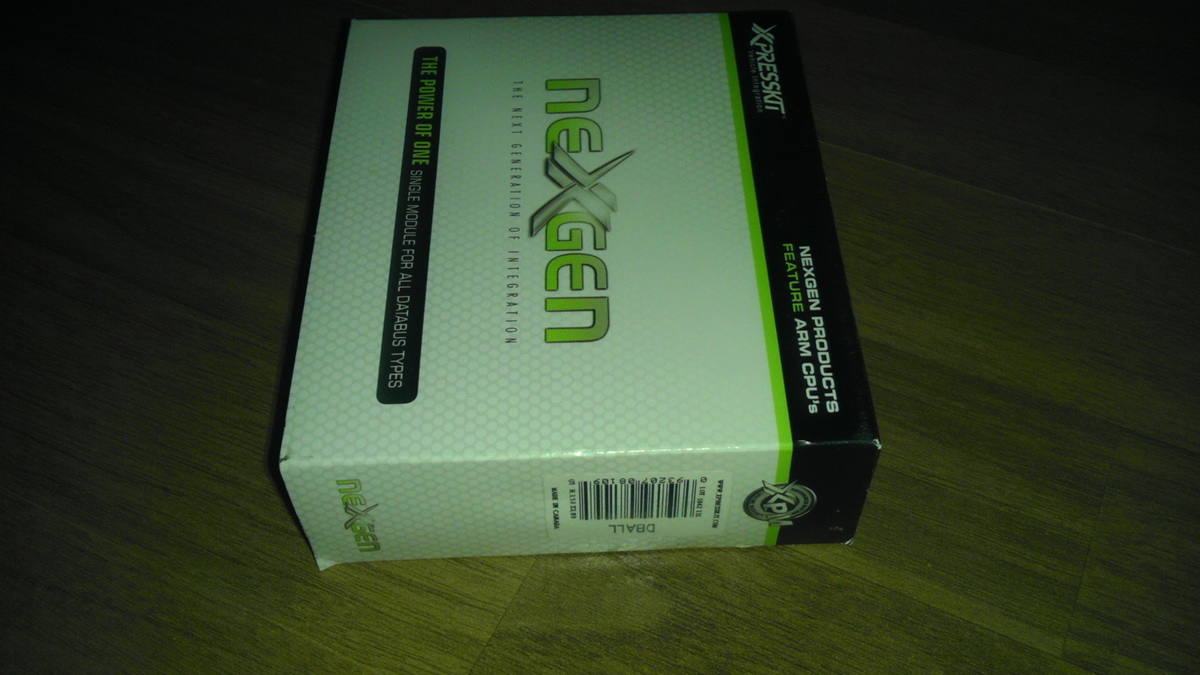 XPRESSKIT
NEXGEN PRODUCTS
FEATURE ARM CPU's
neXgen
THE NEXT GENERATION OF INTEGRATION
THE POWER OF ONE SINGLE MODULE FOR ALL DATABUS TYPES
XPM
MADE IN CANADA
DBALL
neXgen